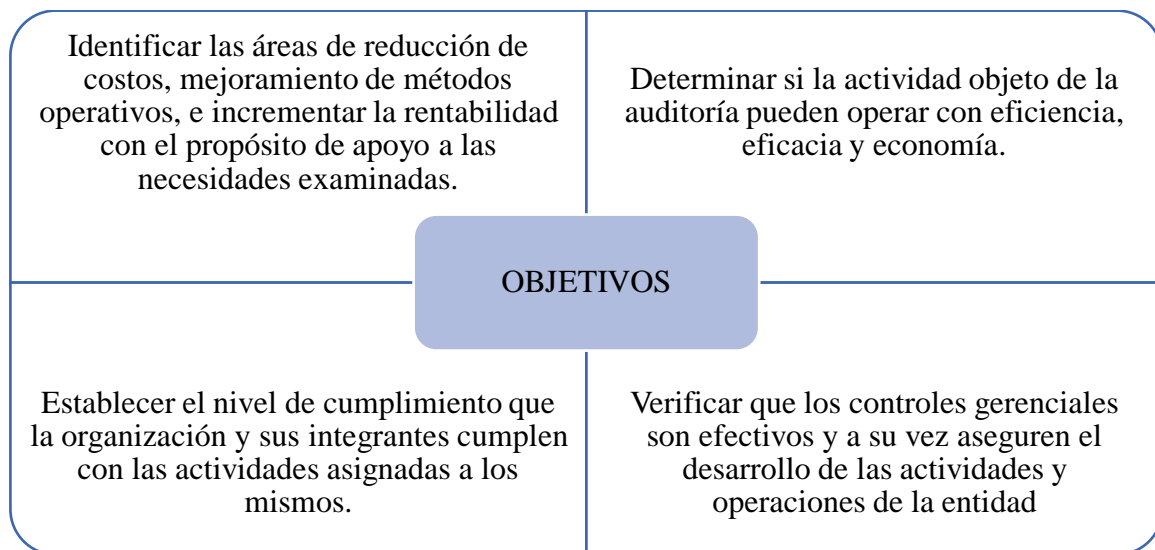 Identificar las áreas de reducción de
costos, mejoramiento de métodos
operativos, e incrementar la rentabilidad
con el propósito de apoyo a las
necesidades examinadas.
Determinar si la actividad objeto de la
auditoría pueden operar con eficiencia,
eficacia y economía.
OBJETIVOS
Establecer el nivel de cumplimiento que
la organización y sus integrantes cumplen
con las actividades asignadas a los
mismos.
Verificar que los controles gerenciales
son efectivos y a su vez aseguren el
desarrollo de las actividades y
operaciones de la entidad